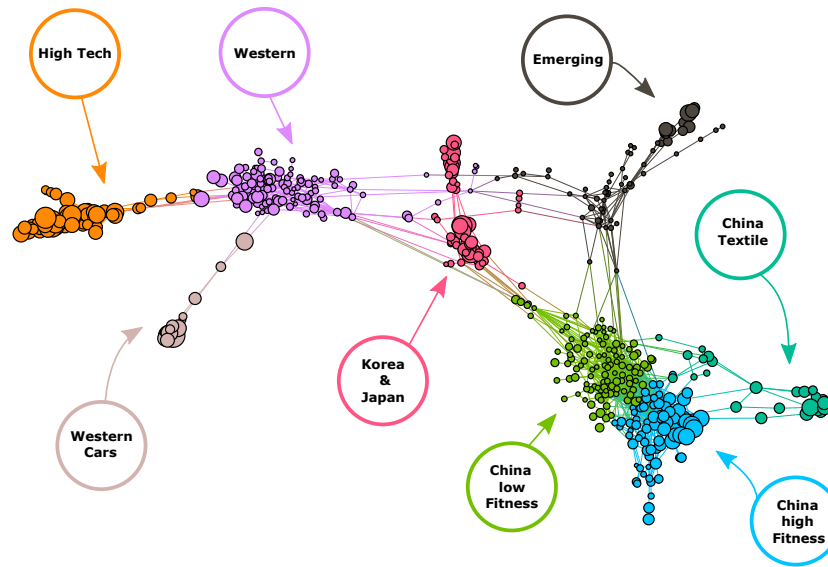 High Tech
Western
Emerging
China
Textile
Korea
&
Japan
Western
Cars
China
low
Fitness
China
high
Fitness